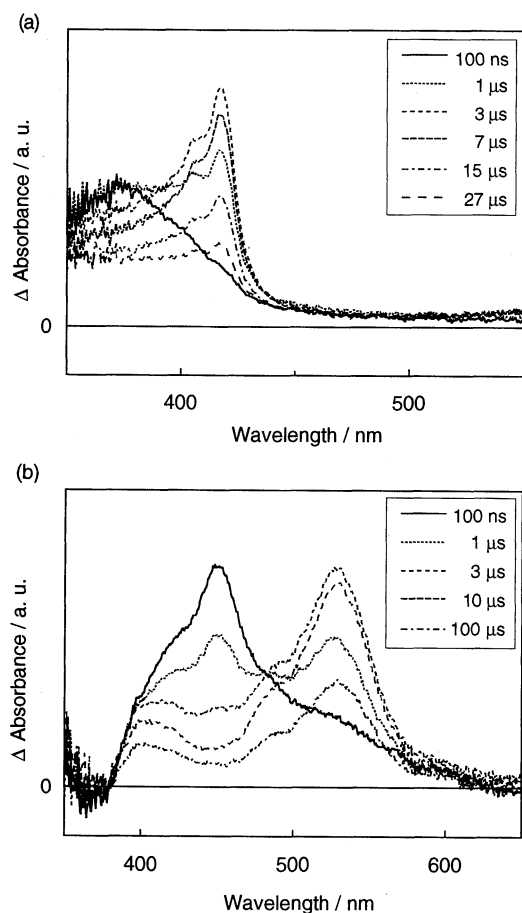 (a)
Δ Absorbance / a. u.
0
100 ns
1 μs
3 μs
7 μs
15 μs
27 μs
400
500
Wavelength / nm
(b)
Δ Absorbance / a. u.
0
100 ns
1 μs
3 μs
10 μs
100 μs
400
500
600
Wavelength / nm